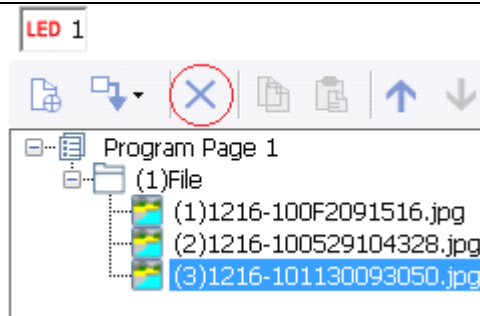 LED 1
Program Page 1
(1)File
(1)1216-100F2091516.jpg
(2)1216-100529104328.jpg
(3)1216-101130093050.jpg